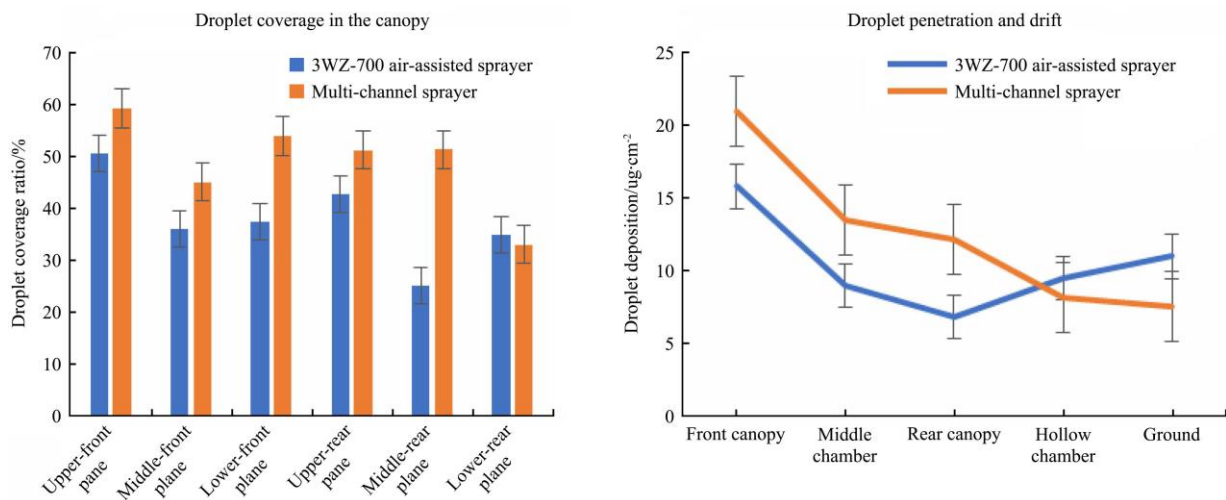 Droplet coverage in the canopy
70
60
50
40
30
20
10
0
Droplet coverage ratio/%
3WZ-700 air-assisted sprayer
Multi-channel sprayer
Upper-front
pane
Middle-front
plane
Lower-front
plane
Upper-rear
pane
Middle-rear
plane
Lower-rear
plane
Droplet penetration and drift
25
20
15
10
5
0
Droplet deposition/ug·cm⁻²
3WZ-700 air-assisted sprayer
Multi-channel sprayer
Front canopy
Middle
chamber
Rear canopy
Hollow
chamber
Ground